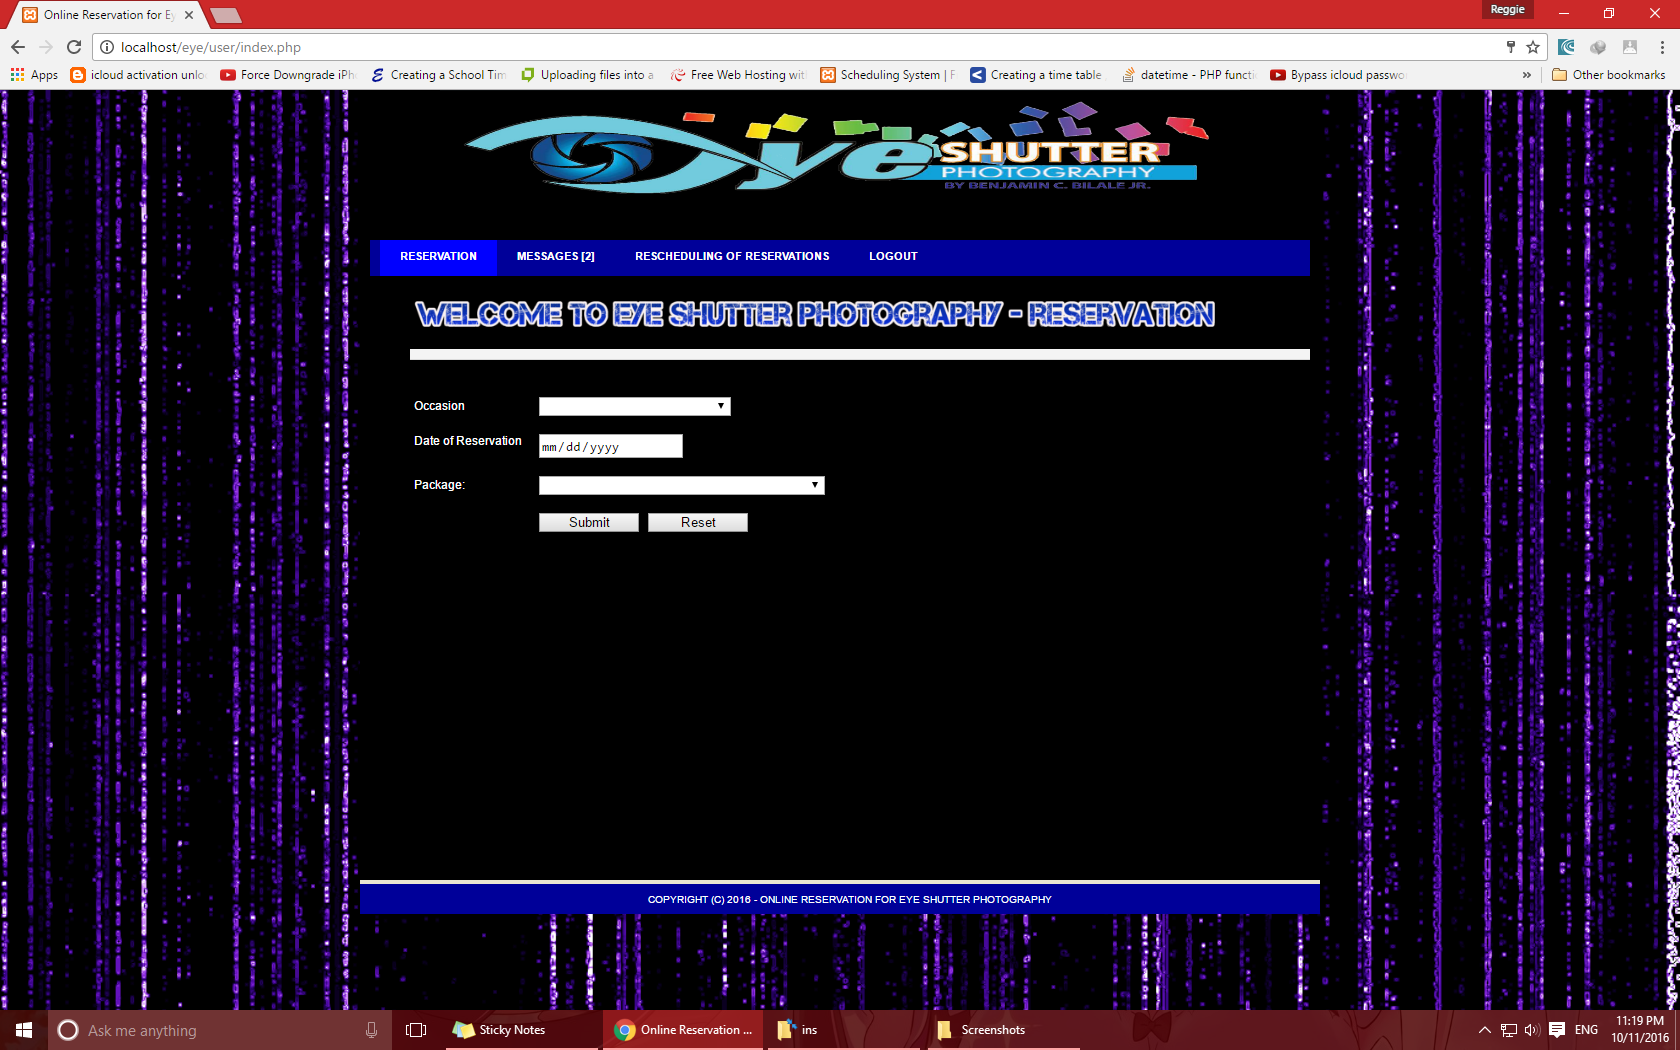 Online Reservation for Ey
Reggie
localhost/eye/user/index.php
Apps
icloud activation unlo
Force Downgrade iPh
Creating a School Tim
Uploading files into a
Free Web Hosting wit
Scheduling System | F
Creating a time table
datetime - PHP functi
Bypass icloud passwo
»
Other bookmarks
eye SHUTTER
PHOTOGRAPHY
BY BENJAMIN C. BILALE JR.
RESERVATION
MESSAGES [2]
RESCHEDULING OF RESERVATIONS
LOGOUT
WELCOME TO EYE SHUTTER PHOTOGRAPHY - RESERVATION
Occasion
Date of Reservation
mm/dd/yyyy
Package:
Submit
Reset
COPYRIGHT (C) 2016 - ONLINE RESERVATION FOR EYE SHUTTER PHOTOGRAPHY
Ask me anything
Sticky Notes
Online Reservation ...
ins
Screenshots
ENG
11:19 PM
10/11/2016